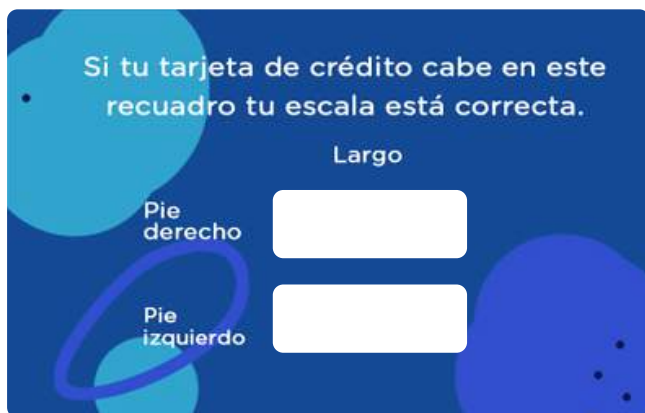 Si tu tarjeta de crédito cabe en este
recuadro tu escala está correcta.
Largo
Pie
derecho
Pie
izquierdo